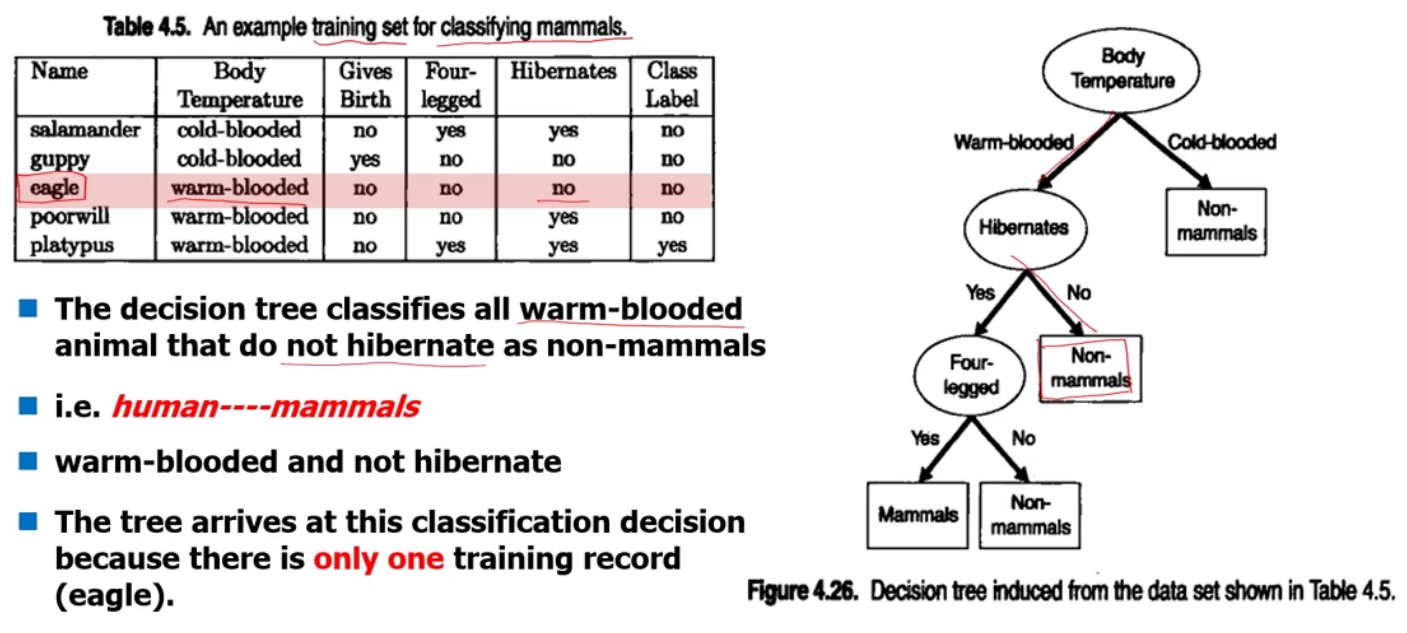 Table 4.5. An example training set for classifying mammals.
Name Body Gives Four- Hibernates Class
Temperature Birth legged Label
salamander cold-blooded no yes yes no
guppy cold-blooded yes no no no
eagle warm-blooded no no no no
poorwill warm-blooded no no yes no
platypus warm-blooded no yes yes yes
The decision tree classifies all warm-blooded
animal that do not hibernate as non-mammals
i.e. human----mammals
warm-blooded and not hibernate
The tree arrives at this classification decision
because there is only one training record
(eagle).
Body
Temperature
Warm-blooded Cold-blooded
Hibernates
Non-
mammals
Yes No
Four-
legged
Non-
mammals
Yes No
Mammals
Non-
mammals
Figure 4.26. Decision tree induced from the data set shown in Table 4.5.